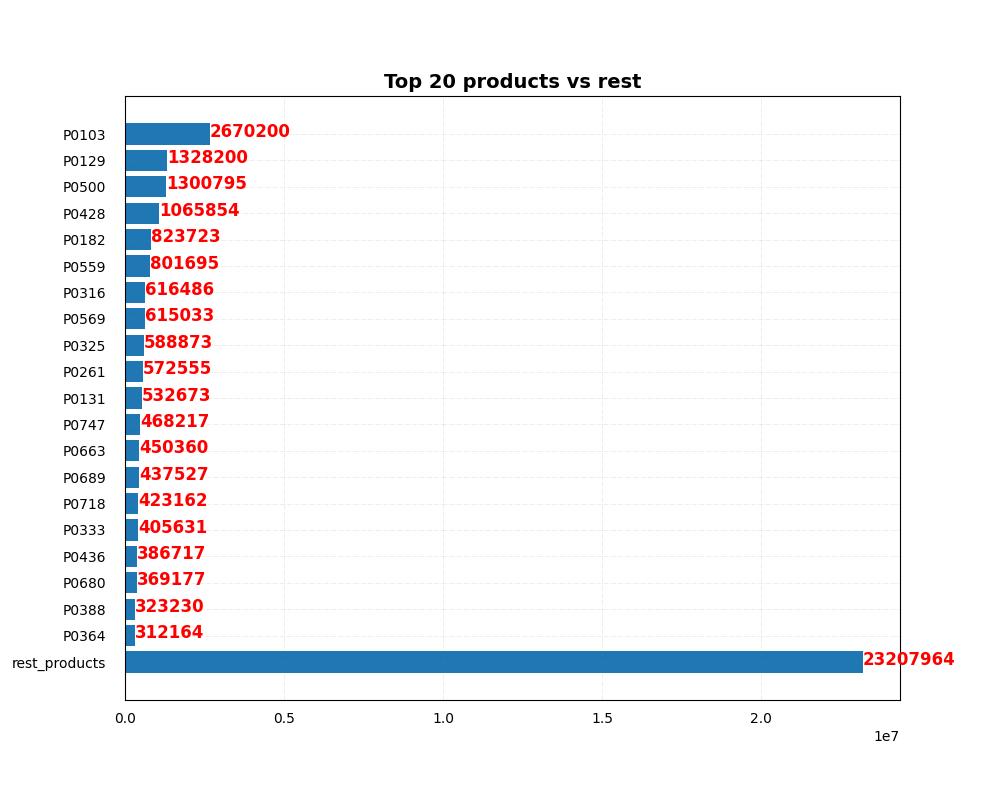 Top 20 products vs rest
P0103 2670200
P0129 1328200
P0500 1300795
P0428 1065854
P0182 823723
P0559 801695
P0316 616486
P0569 615033
P0325 588873
P0261 572555
P0131 532673
P0747 468217
P0663 450360
P0689 437527
P0718 423162
P0333 405631
P0436 386717
P0680 369177
P0388 323230
P0364 312164
rest_products 23207964
0.0 0.5 1.0 1.5 2.0
1e7